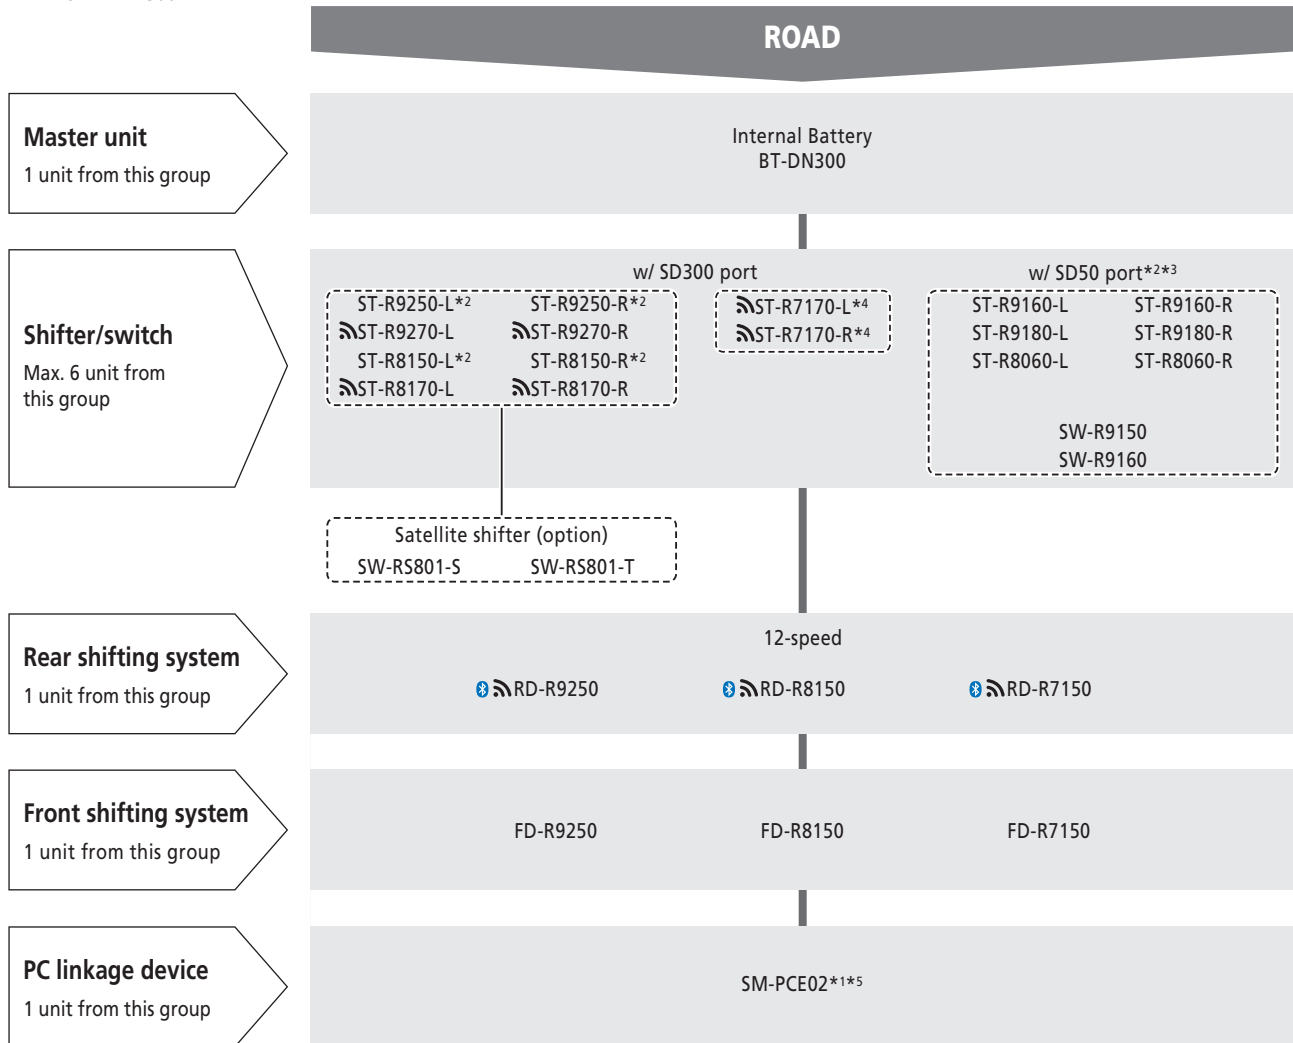 ROAD
Master unit
1 unit from this group
Internal Battery
BT-DN300
Shifter/switch
Max. 6 unit from
this group
w/ SD300 port
ST-R9250-L*2 ST-R9250-R*2
ST-R9270-L ST-R9270-R
ST-R8150-L*2 ST-R8150-R*2
ST-R8170-L ST-R8170-R
ST-R7170-L*4
ST-R7170-R*4
w/ SD50 port*2*3
ST-R9160-L ST-R9160-R
ST-R9180-L ST-R9180-R
ST-R8060-L ST-R8060-R
SW-R9150
SW-R9160
Satellite shifter (option)
SW-RS801-S SW-RS801-T
Rear shifting system
1 unit from this group
12-speed
RD-R9250 RD-R8150 RD-R7150
Front shifting system
1 unit from this group
FD-R9250 FD-R8150 FD-R7150
PC linkage device
1 unit from this group
SM-PCE02*1*5